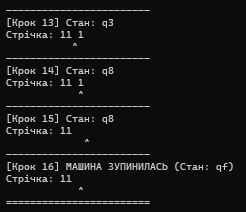 ------------------------
[Крок 13] Стан: q3
Стрічка: 11 1
           ^
------------------------
[Крок 14] Стан: q8
Стрічка: 11 1
            ^
------------------------
[Крок 15] Стан: q8
Стрічка: 11
             ^
------------------------
[Крок 16] МАШИНА ЗУПИНИЛАСЬ (Стан: qf)
Стрічка: 11
            ^
========================